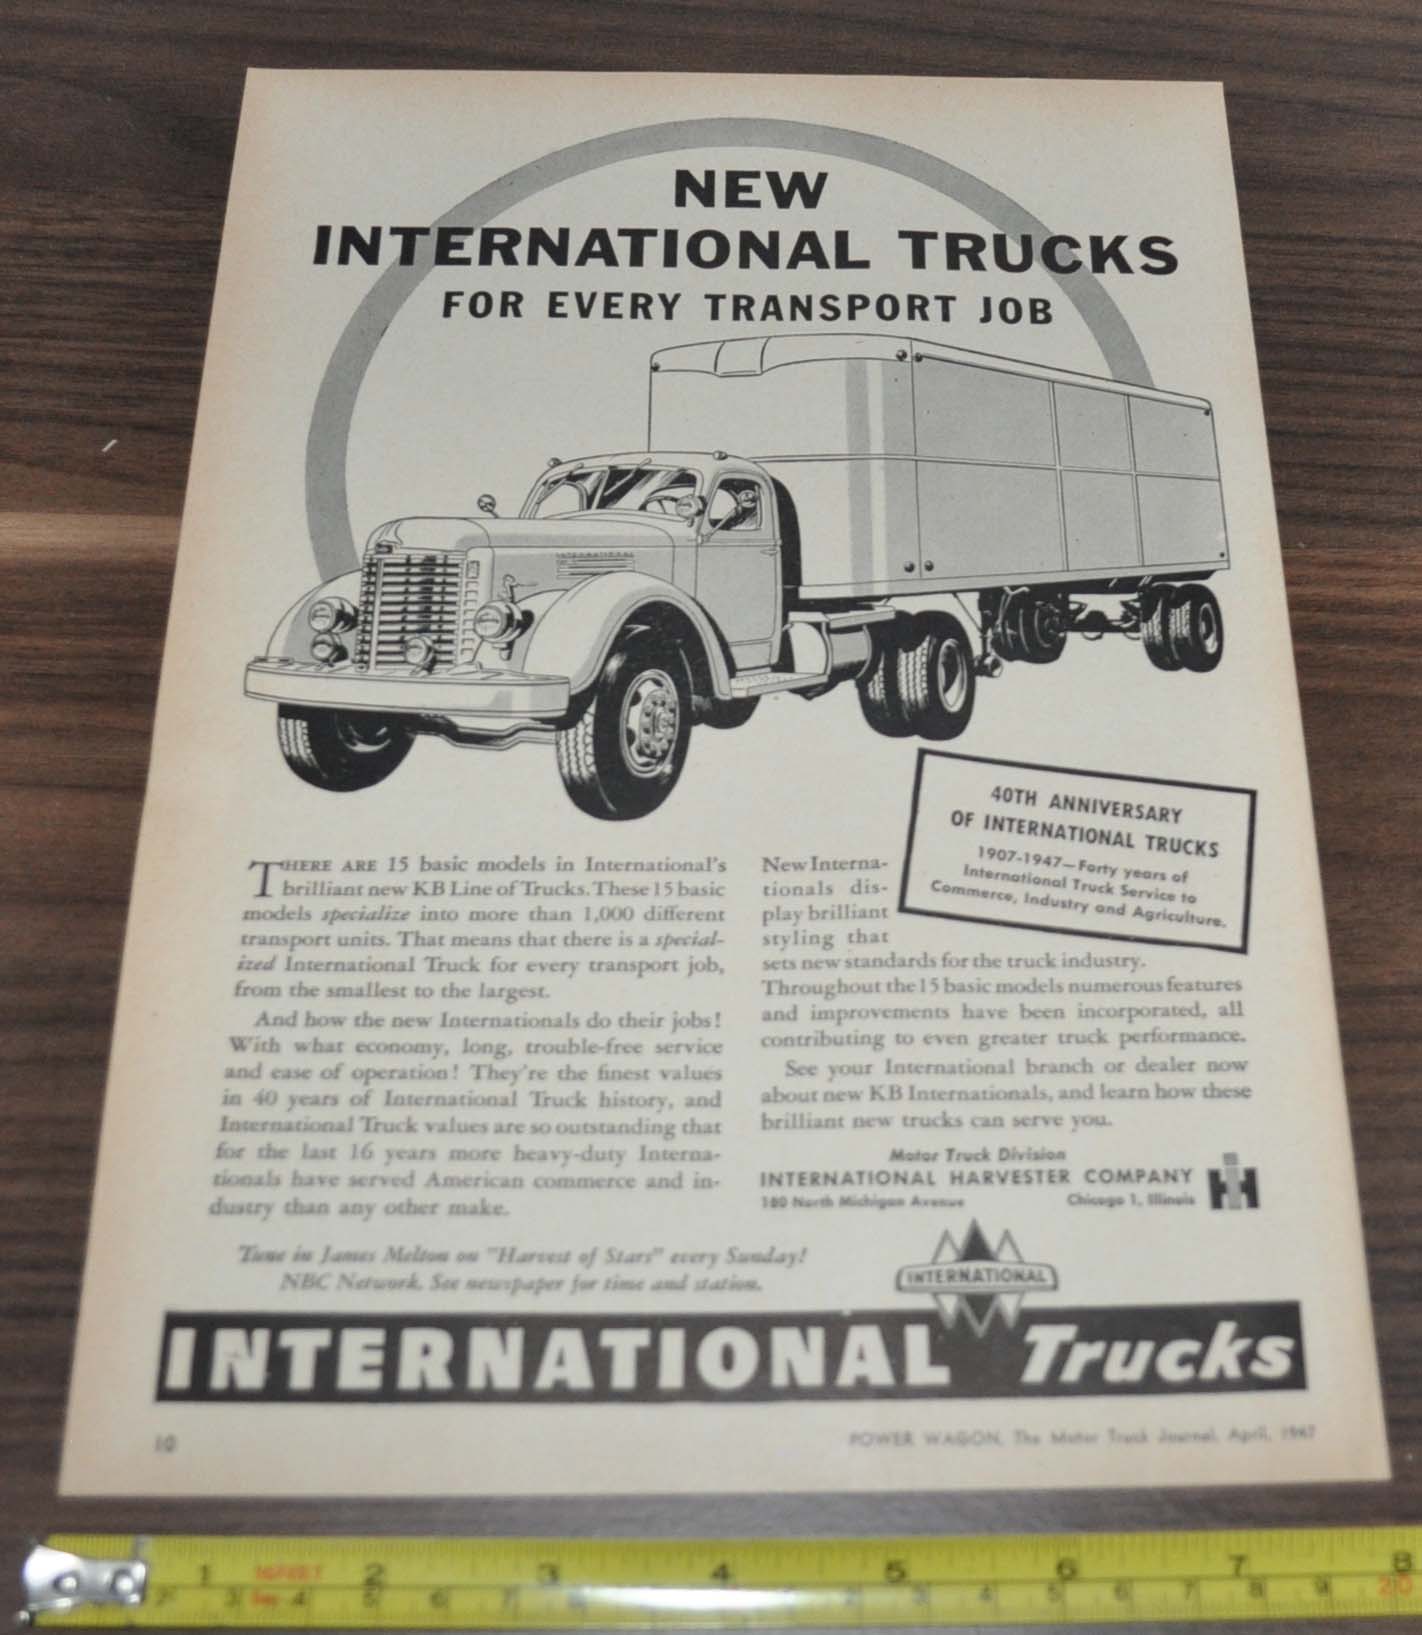 NEW
INTERNATIONAL TRUCKS
FOR EVERY TRANSPORT JOB
INTERNATIONAL
40TH ANNIVERSARY
OF INTERNATIONAL TRUCKS
1907-1947—Forty years of
International Truck Service to
Commerce, Industry and Agriculture.
THERE ARE 15 basic models in International's
brilliant new KB Line of Trucks. These 15 basic
models specialize into more than 1,000 different
transport units. That means that there is a special-
ized International Truck for every transport job,
from the smallest to the largest.
And how the new Internationals do their jobs!
With what economy, long, trouble-free service
and ease of operation! They're the finest values
in 40 years of International Truck history, and
International Truck values are so outstanding that
for the last 16 years more heavy-duty Interna-
tionals have served American commerce and in-
dustry than any other make.
New Interna-
tionals dis-
play brilliant
styling that
sets new standards for the truck industry.
Throughout the 15 basic models numerous features
and improvements have been incorporated, all
contributing to even greater truck performance.
See your International branch or dealer now
about new KB Internationals, and learn how these
brilliant new trucks can serve you.
Motor Truck Division
INTERNATIONAL HARVESTER COMPANY
180 North Michigan Avenue Chicago 1, Illinois
IH
Tune in James Melton on "Harvest of Stars" every Sunday!
NBC Network. See newspaper for time and station.
INTERNATIONAL
INTERNATIONAL Trucks
10
POWER WAGON, The Motor Truck Journal, April, 1947
1 2 3 4 5 6 7 8